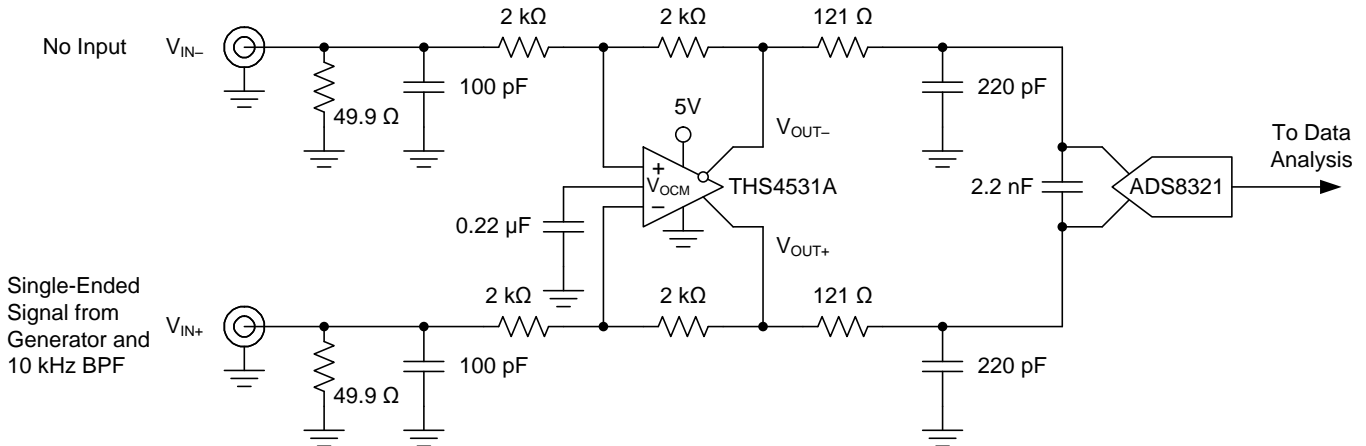 2 kΩ
2 kΩ
121 Ω
No Input
V_IN–
100 pF
220 pF
49.9 Ω
5V
V_OUT–
To Data
Analysis
+
V_OCM
–
THS4531A
2.2 nF
ADS8321
0.22 µF
V_OUT+
Single-Ended
Signal from
Generator and
10 kHz BPF
V_IN+
2 kΩ
2 kΩ
121 Ω
100 pF
220 pF
49.9 Ω